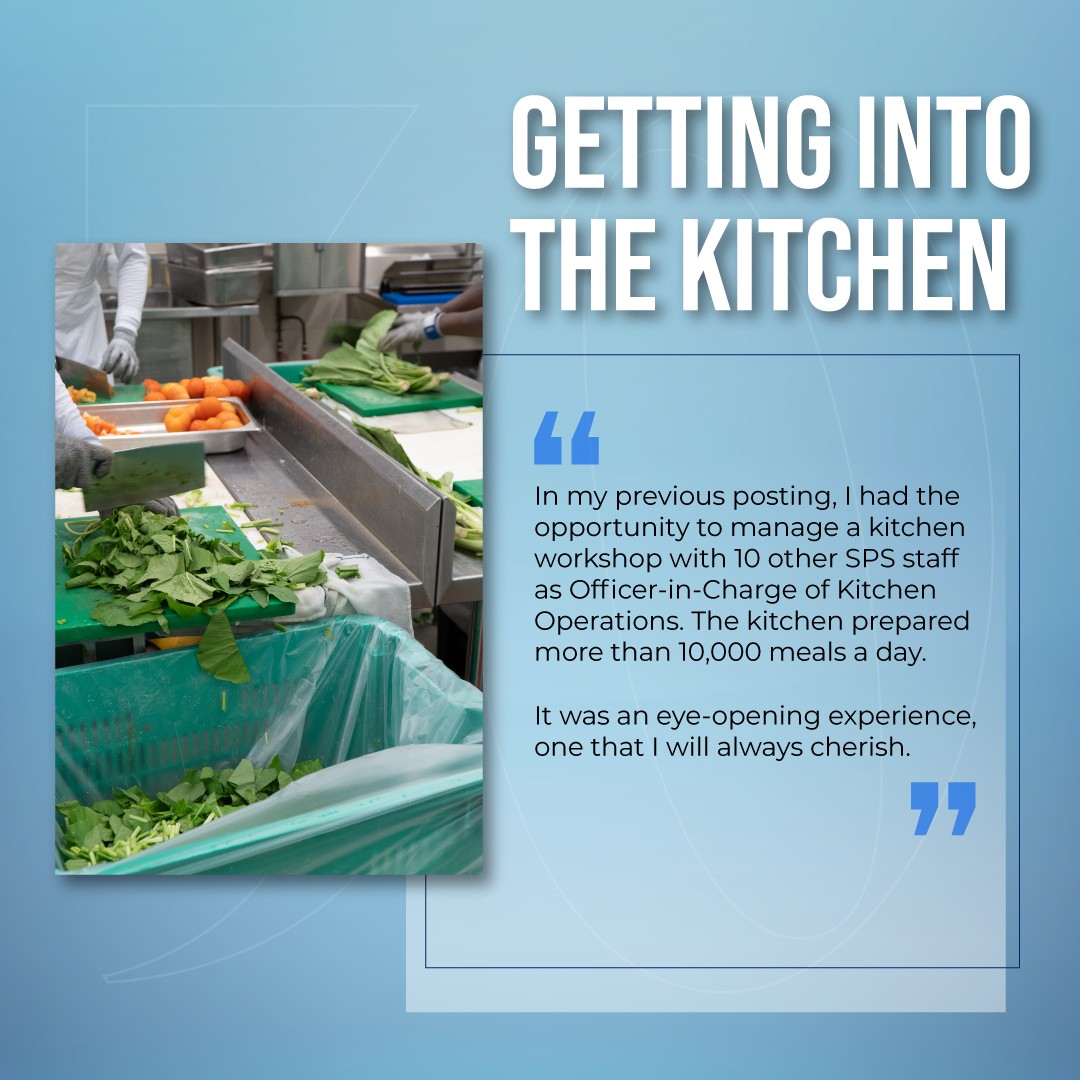 GETTING INTO
THE KITCHEN
“
In my previous posting, I had the
opportunity to manage a kitchen
workshop with 10 other SPS staff
as Officer-in-Charge of Kitchen
Operations. The kitchen prepared
more than 10,000 meals a day.
It was an eye-opening experience,
one that I will always cherish.
”